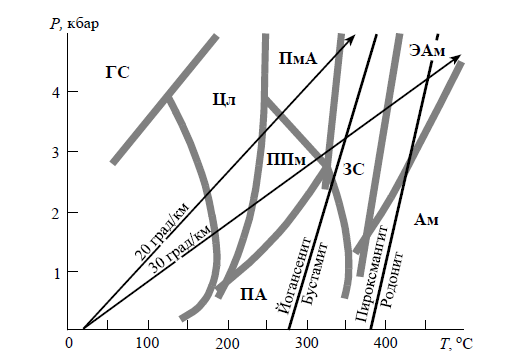 P, кбар
ГС
ПмА
ЭАм
4
Цл
3
ППм
ЗС
2
20 град/км
30 град/км
Ам
1
ПА
Йогансенит
Бустамит
Пироксмангит
Родонит
0
100
200
300
400
T, °C